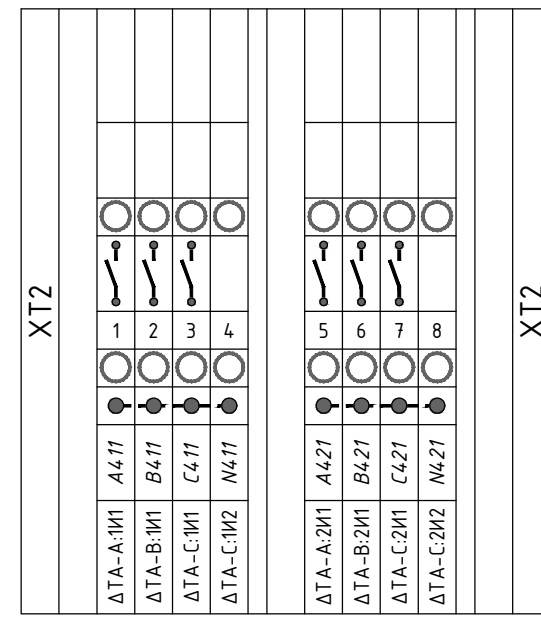 XT2
1 2 3 4
A411
B411
C411
N411
ΔTA-A:1И1
ΔTA-B:1И1
ΔTA-C:1И1
ΔTA-C:1И2
5 6 7 8
A421
B421
C421
N421
ΔTA-A:2И1
ΔTA-B:2И1
ΔTA-C:2И1
ΔTA-C:2И2
XT2